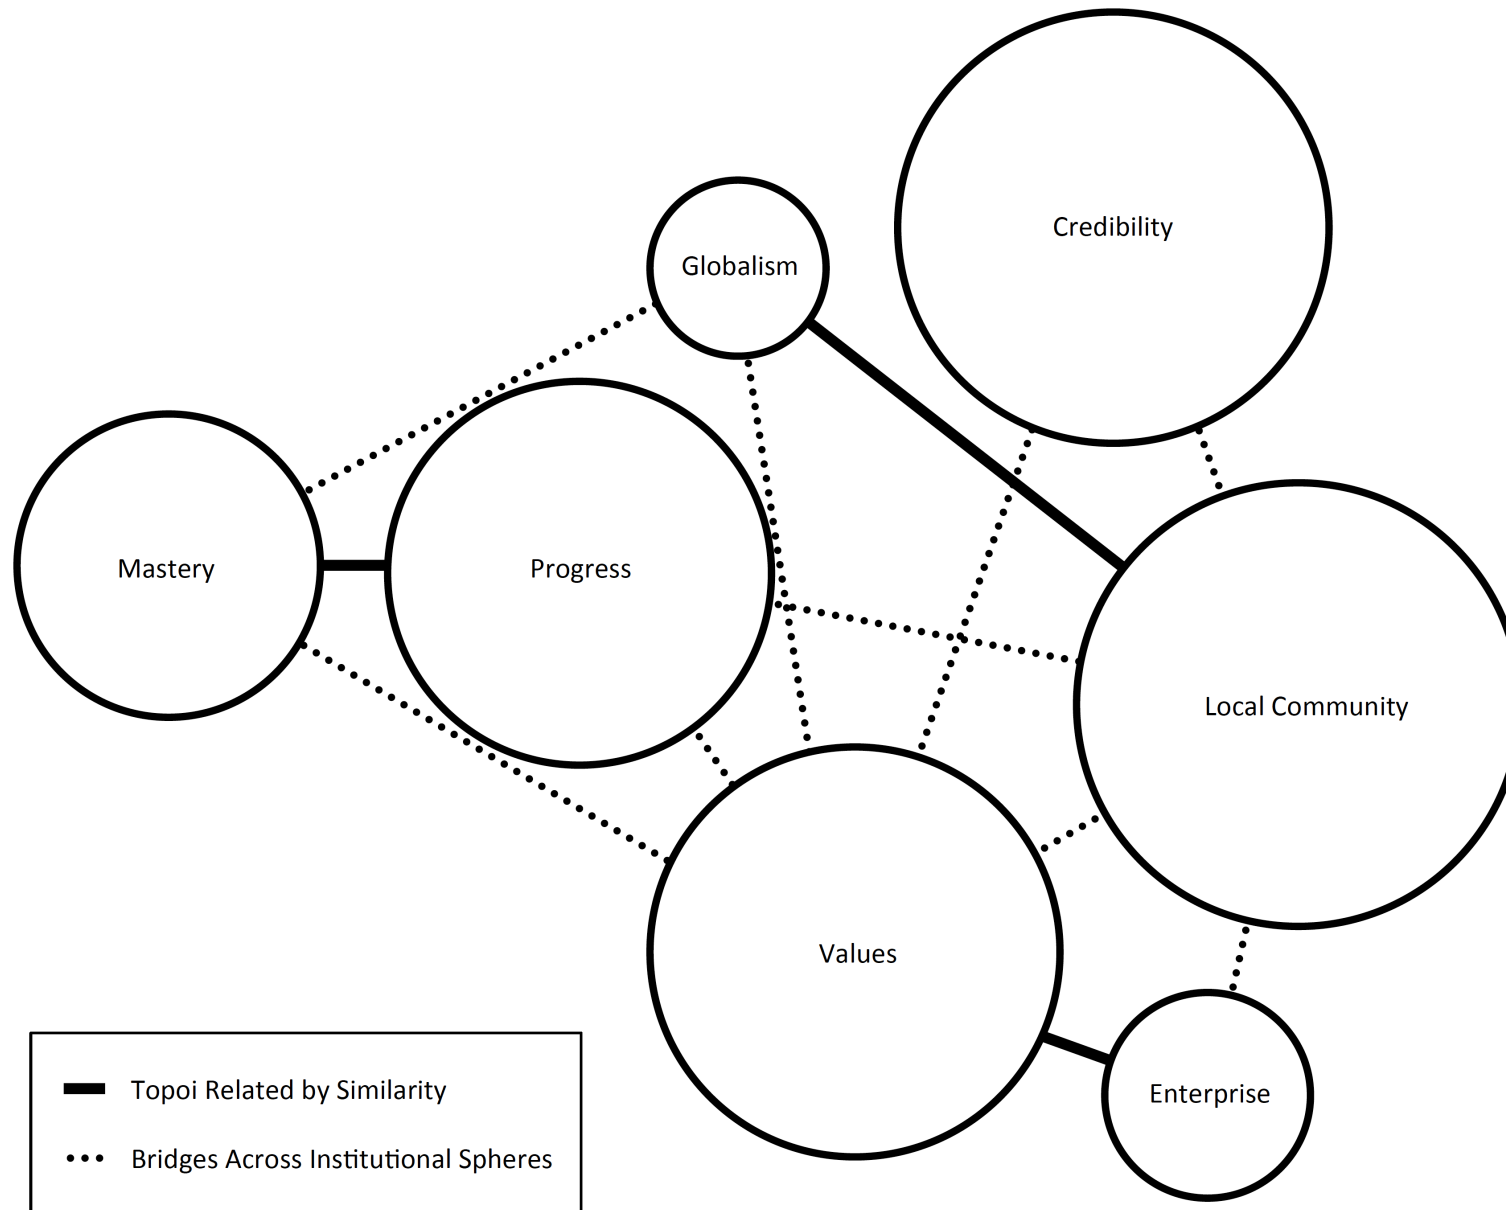 Credibility
Globalism
Mastery
Progress
Local Community
Values
Enterprise
Topoi Related by Similarity
Bridges Across Institutional Spheres